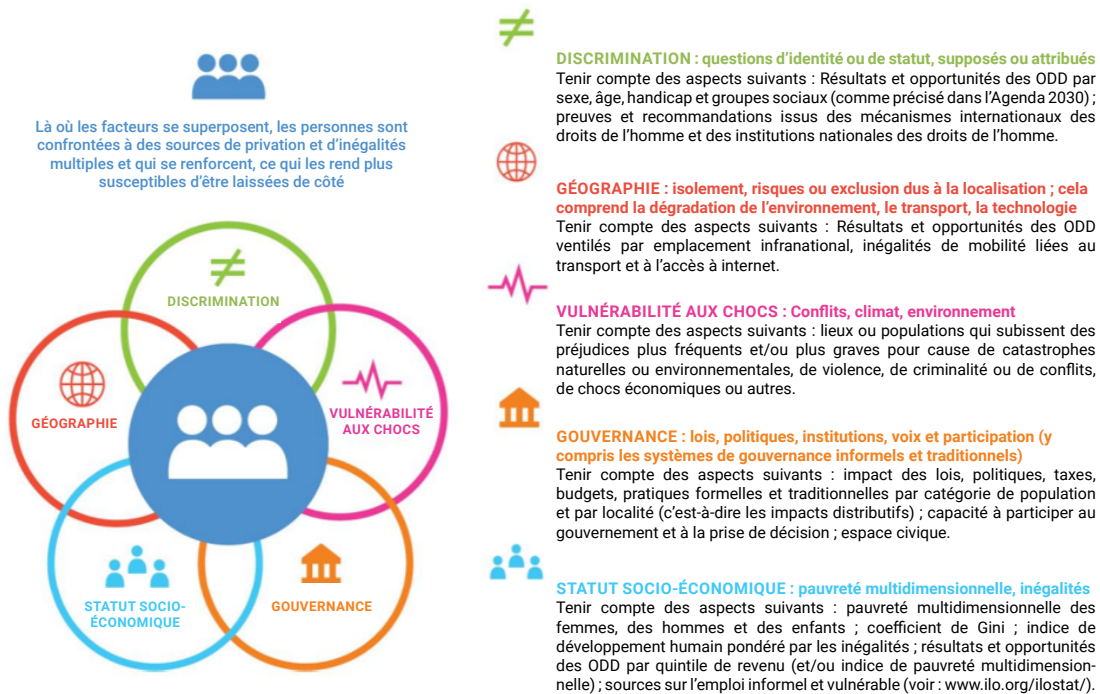 Là où les facteurs se superposent, les personnes sont
confrontées à des sources de privation et d'inégalités
multiples et qui se renforcent, ce qui les rend plus
susceptibles d'être laissées de côté
DISCRIMINATION
GÉOGRAPHIE
VULNÉRABILITÉ
AUX CHOCS
STATUT SOCIO-
ÉCONOMIQUE
GOUVERNANCE
DISCRIMINATION : questions d'identité ou de statut, supposés ou attribués
Tenir compte des aspects suivants : Résultats et opportunités des ODD par
sexe, âge, handicap et groupes sociaux (comme précisé dans l'Agenda 2030) ;
preuves et recommandations issus des mécanismes internationaux des
droits de l'homme et des institutions nationales des droits de l'homme.
GÉOGRAPHIE : isolement, risques ou exclusion dus à la localisation ; cela
comprend la dégradation de l'environnement, le transport, la technologie
Tenir compte des aspects suivants : Résultats et opportunités des ODD
ventilés par emplacement infranational, inégalités de mobilité liées au
transport et à l'accès à internet.
VULNÉRABILITÉ AUX CHOCS : Conflits, climat, environnement
Tenir compte des aspects suivants : lieux ou populations qui subissent des
préjudices plus fréquents et/ou plus graves pour cause de catastrophes
naturelles ou environnementales, de violence, de criminalité ou de conflits,
de chocs économiques ou autres.
GOUVERNANCE : lois, politiques, institutions, voix et participation (y
compris les systèmes de gouvernance informels et traditionnels)
Tenir compte des aspects suivants : impact des lois, politiques, taxes,
budgets, pratiques formelles et traditionnelles par catégorie de population
et par localité (c'est-à-dire les impacts distributifs) ; capacité à participer au
gouvernement et à la prise de décision ; espace civique.
STATUT SOCIO-ÉCONOMIQUE : pauvreté multidimensionnelle, inégalités
Tenir compte des aspects suivants : pauvreté multidimensionnelle des
femmes, des hommes et des enfants ; coefficient de Gini ; indice de
développement humain pondéré par les inégalités ; résultats et opportunités
des ODD par quintile de revenu (et/ou indice de pauvreté multidimension-
nelle) ; sources sur l'emploi informel et vulnérable (voir : www.ilo.org/ilostat/).